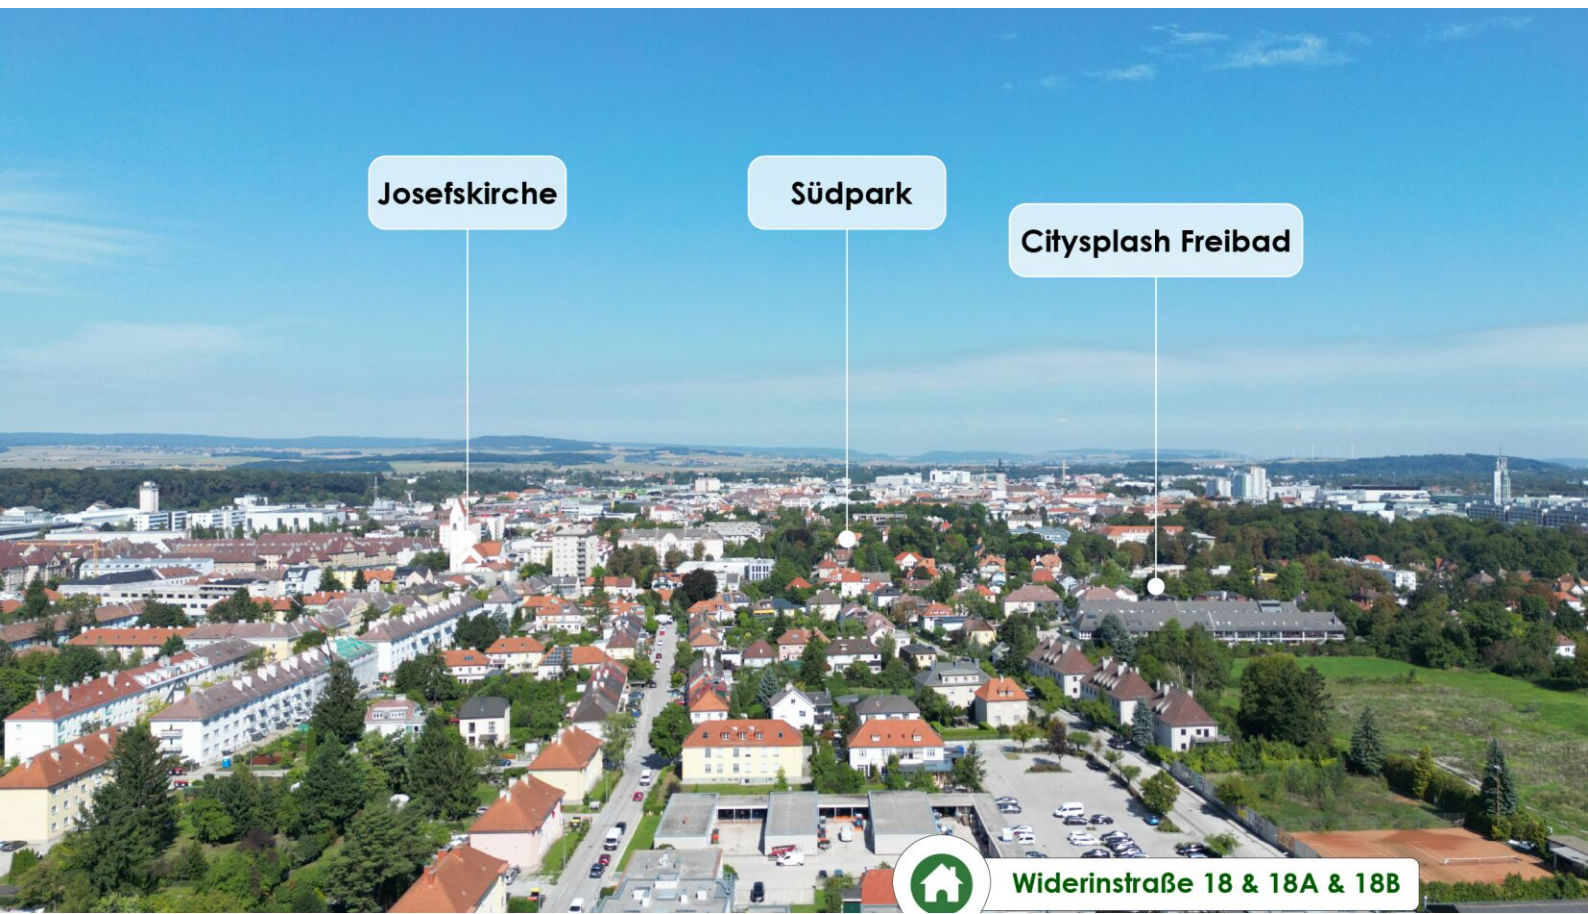 Josefskirche
Südpark
Citysplash Freibad
Widerinstraße 18 & 18A & 18B